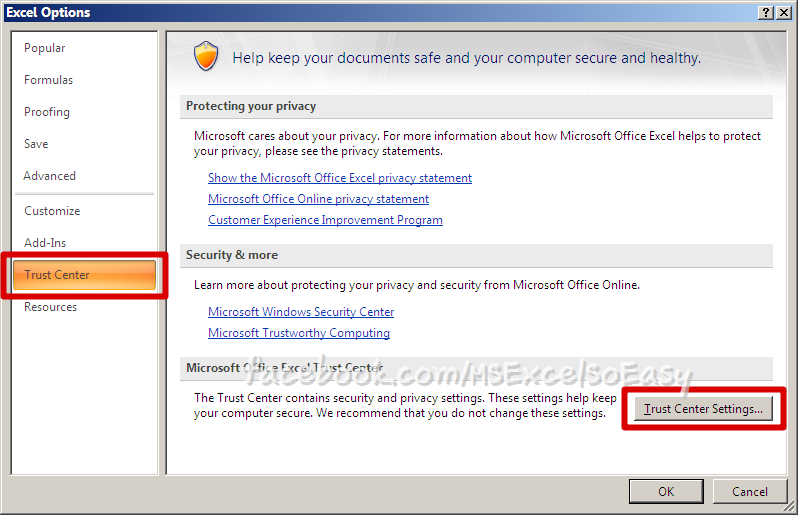 Excel Options
Popular
Formulas
Proofing
Save
Advanced
Customize
Add-Ins
Trust Center
Resources
Help keep your documents safe and your computer secure and healthy.
Protecting your privacy
Microsoft cares about your privacy. For more information about how Microsoft Office Excel helps to protect
your privacy, please see the privacy statements.
Show the Microsoft Office Excel privacy statement
Microsoft Office Online privacy statement
Customer Experience Improvement Program
Security & more
Learn more about protecting your privacy and security from Microsoft Office Online.
Microsoft Windows Security Center
Microsoft Trustworthy Computing
Microsoft Office Excel Trust Center
facebook.com/MSExcelSoEasy
The Trust Center contains security and privacy settings. These settings help keep
your computer secure. We recommend that you do not change these settings.
Trust Center Settings...
OK
Cancel